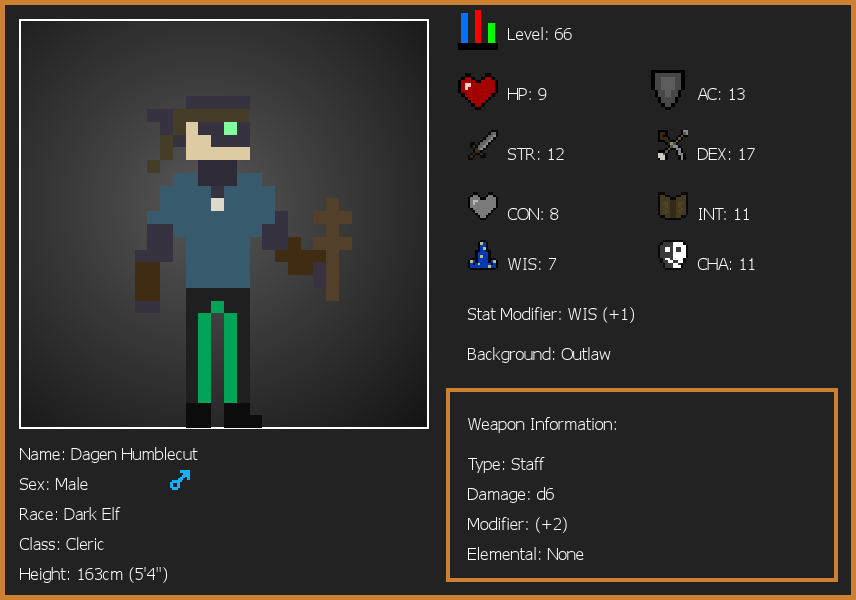 Level: 66
HP: 9
AC: 13
STR: 12
DEX: 17
CON: 8
INT: 11
WIS: 7
CHA: 11
Stat Modifier: WIS (+1)
Background: Outlaw
Weapon Information:
Type: Staff
Damage: d6
Modifier: (+2)
Elemental: None
Name: Dagen Humblecut
Sex: Male
Race: Dark Elf
Class: Cleric
Height: 163cm (5'4")